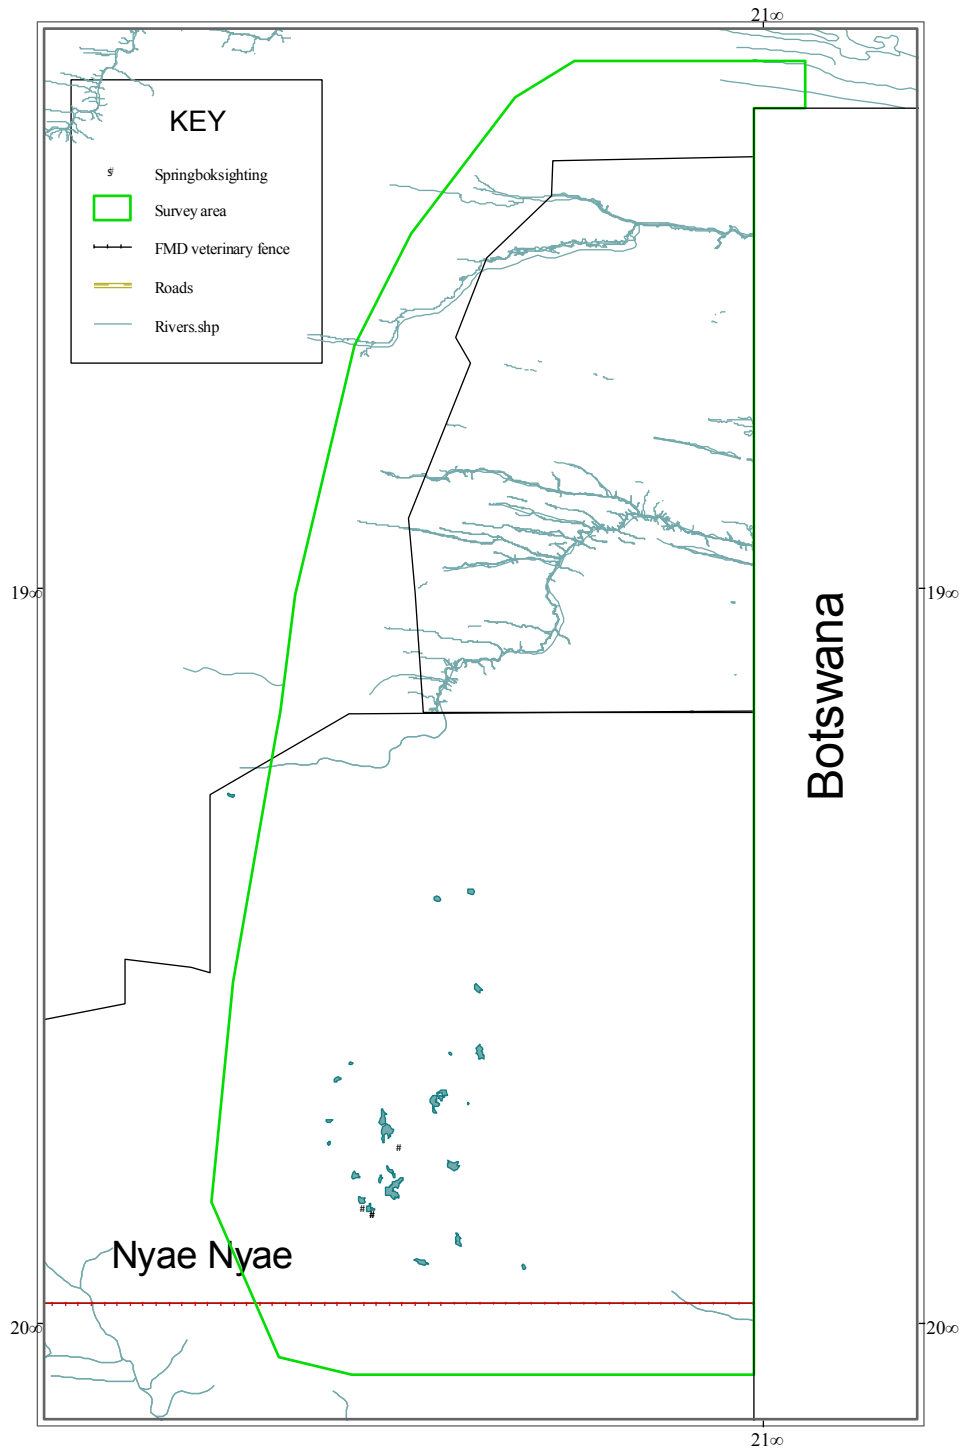 21∞
KEY
Springboksighting
Survey area
FMD veterinary fence
Roads
Rivers.shp
19∞
19∞
Botswana
#
#
#
Nyae Nyae
20∞
20∞
21∞